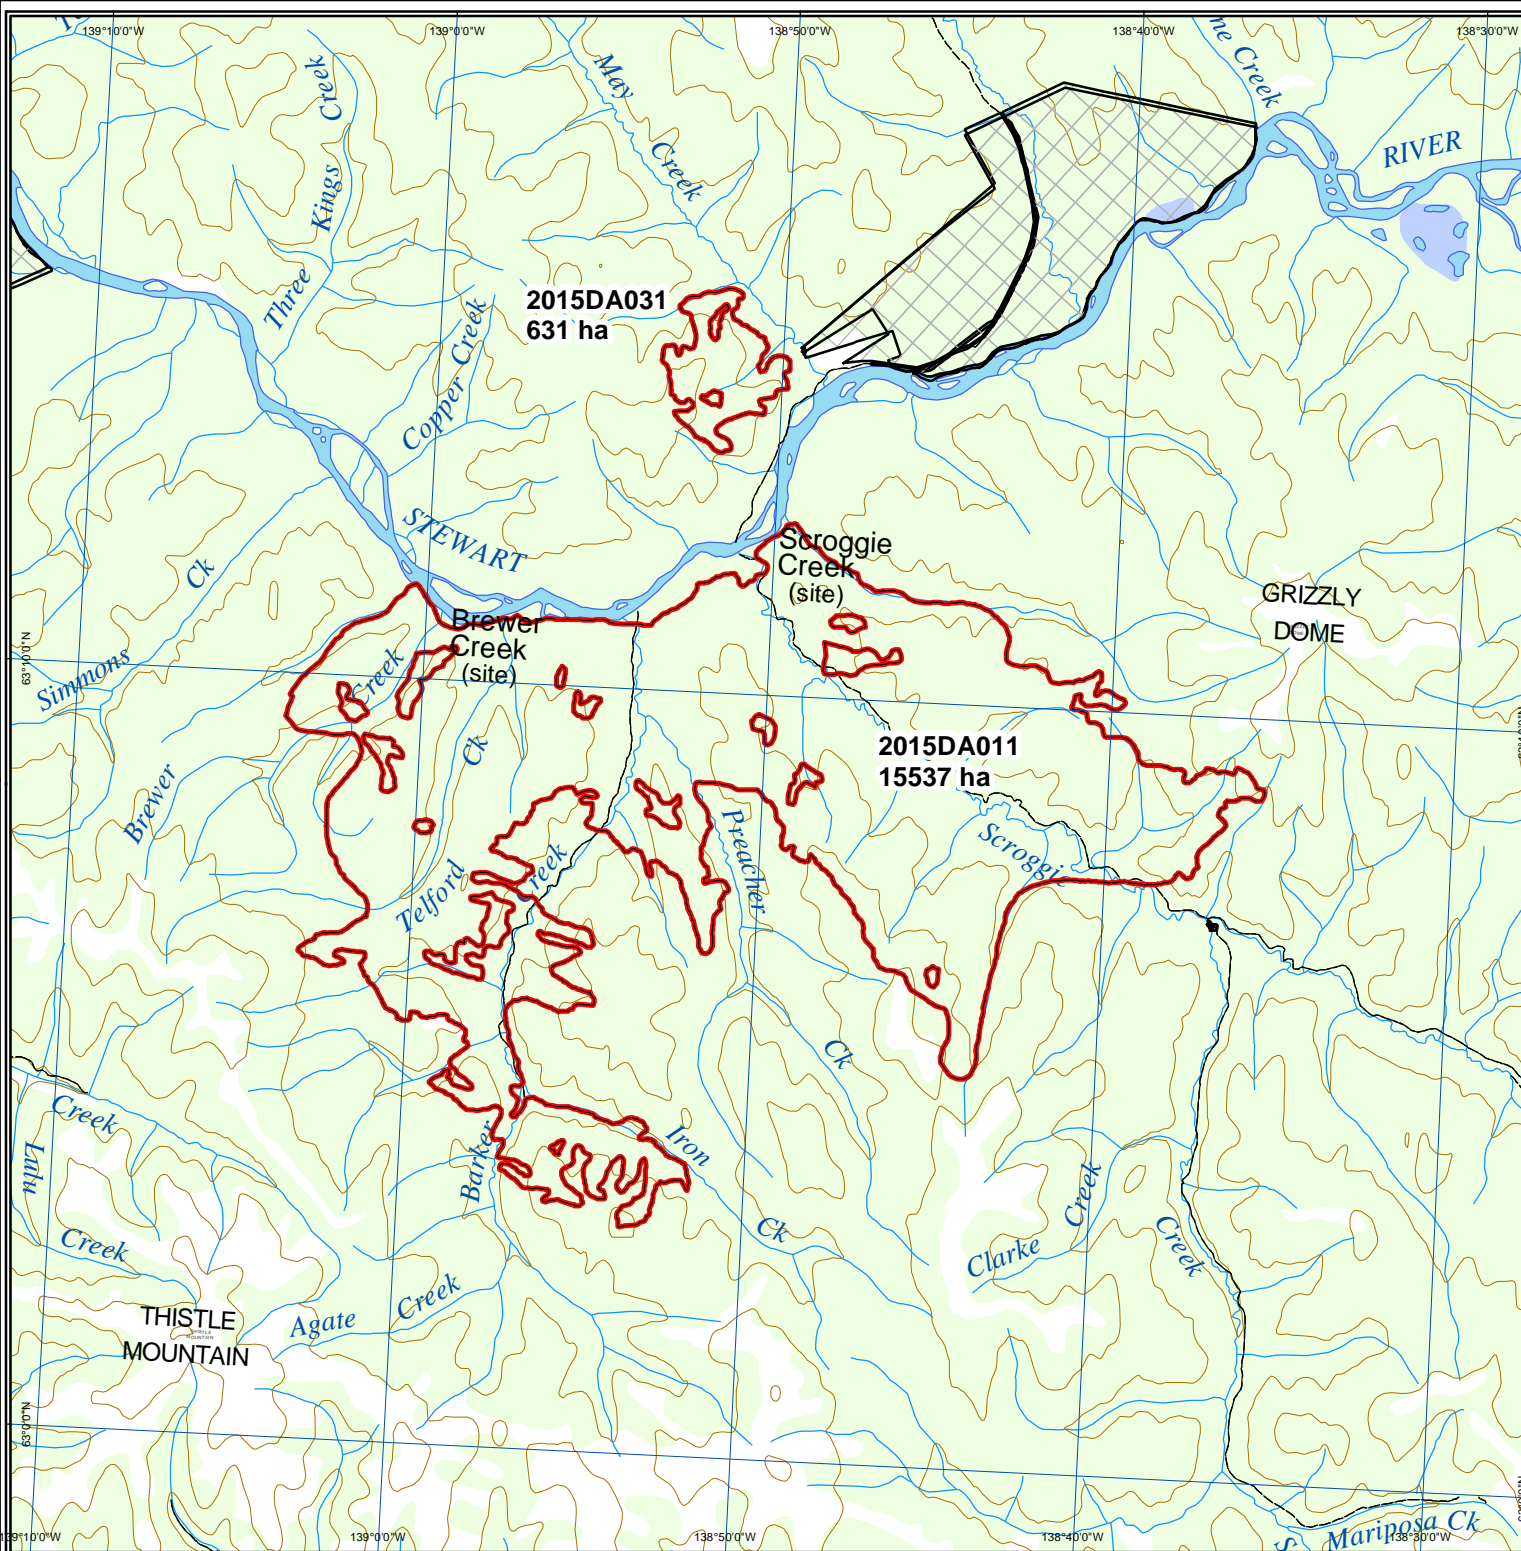 139°10'0"W
139°0'0"W
138°50'0"W
138°40'0"W
138°30'0"W
Creek
Kings
Three
May
Creek
Creek
RIVER
2015DA031
631 ha
Copper Creek
STEWART
Scroggie
Creek
(site)
GRIZZLY
DOME
Brewer
Creek
(site)
63°10'0"N
Simmons
Ck
Brewer
Creek
Ck
2015DA011
15537 ha
Telford
Creek
Preacher
Ck
Scroggie
Creek
Lulu
Creek
Barker
Iron
Ck
Clarke
Creek
Creek
THISTLE
MOUNTAIN
THISTLE
MOUNTAIN
Agate
Creek
63°0'0"N
139°10'0"W
139°0'0"W
138°50'0"W
138°40'0"W
138°30'0"W
Mariposa Ck